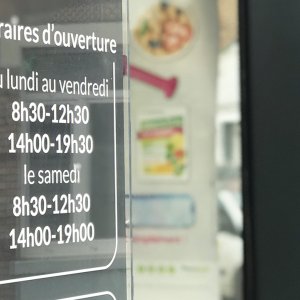 raires d'ouverture
u lundi au vendredi
8h30-12h30
14h00-19h30
le samedi
8h30-12h30
14h00-19h00